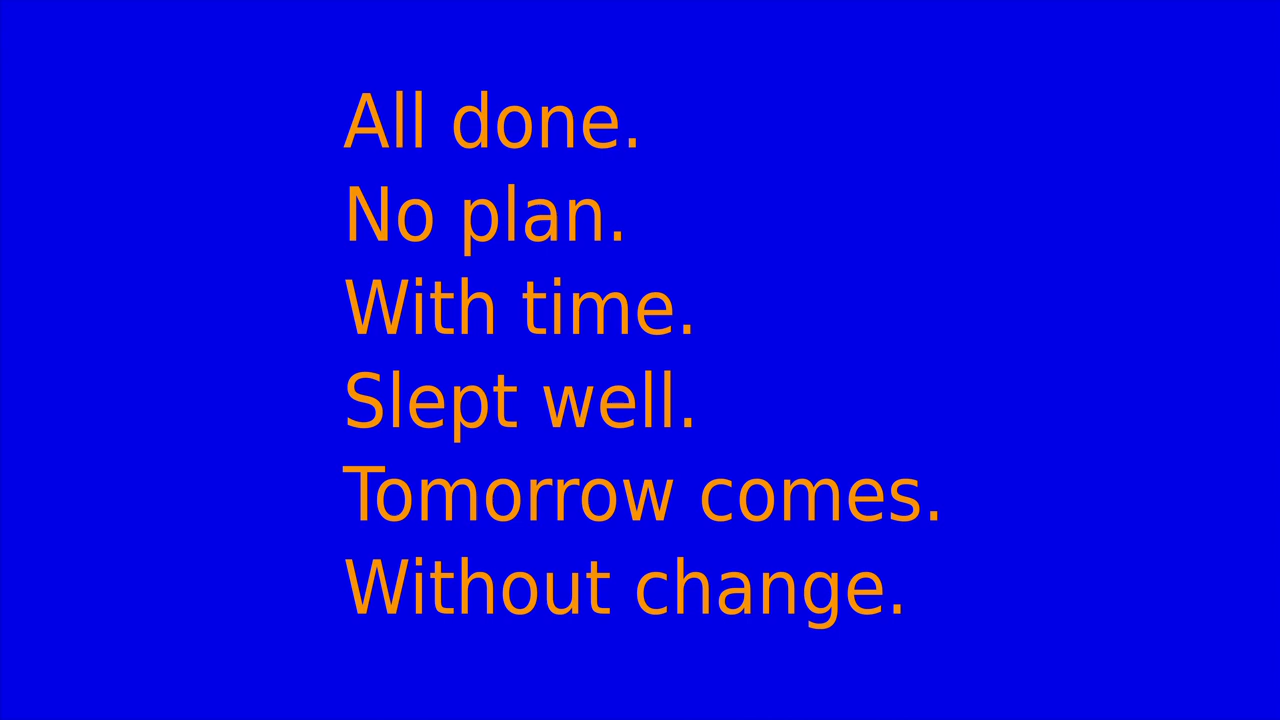 All done.
No plan.
With time.
Slept well.
Tomorrow comes.
Without change.